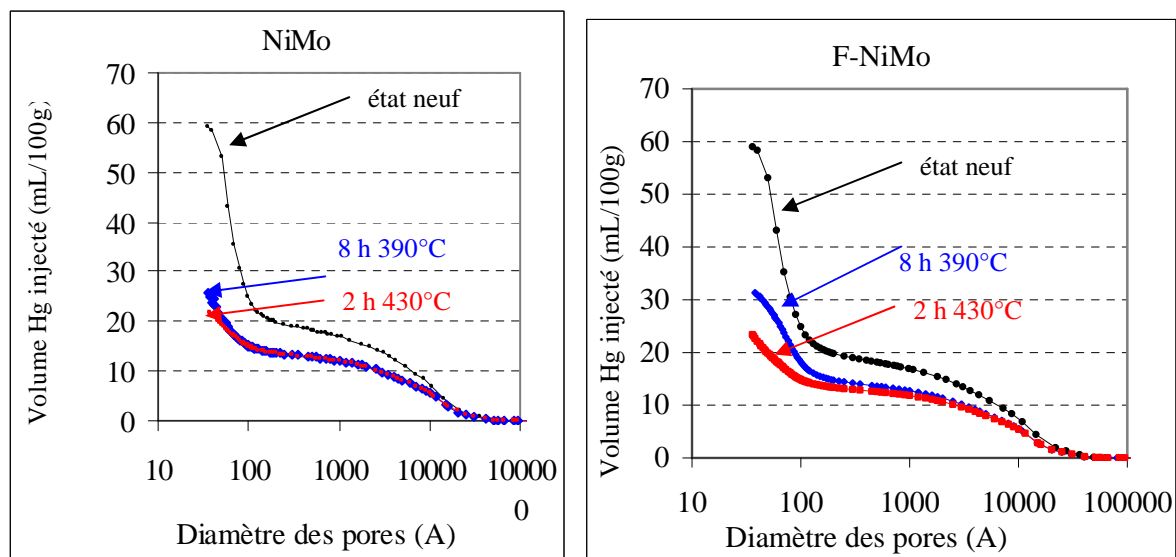 NiMo
Volume Hg injecté (mL/100g)
70
60
50
40
30
20
10
0
état neuf
8 h 390°C
2 h 430°C
10
100
1000
10000
10000
0
Diamètre des pores (A)
F-NiMo
Volume Hg injecté (mL/100g)
70
60
50
40
30
20
10
0
état neuf
8 h 390°C
2 h 430°C
10
100
1000
10000
100000
Diamètre des pores (A)